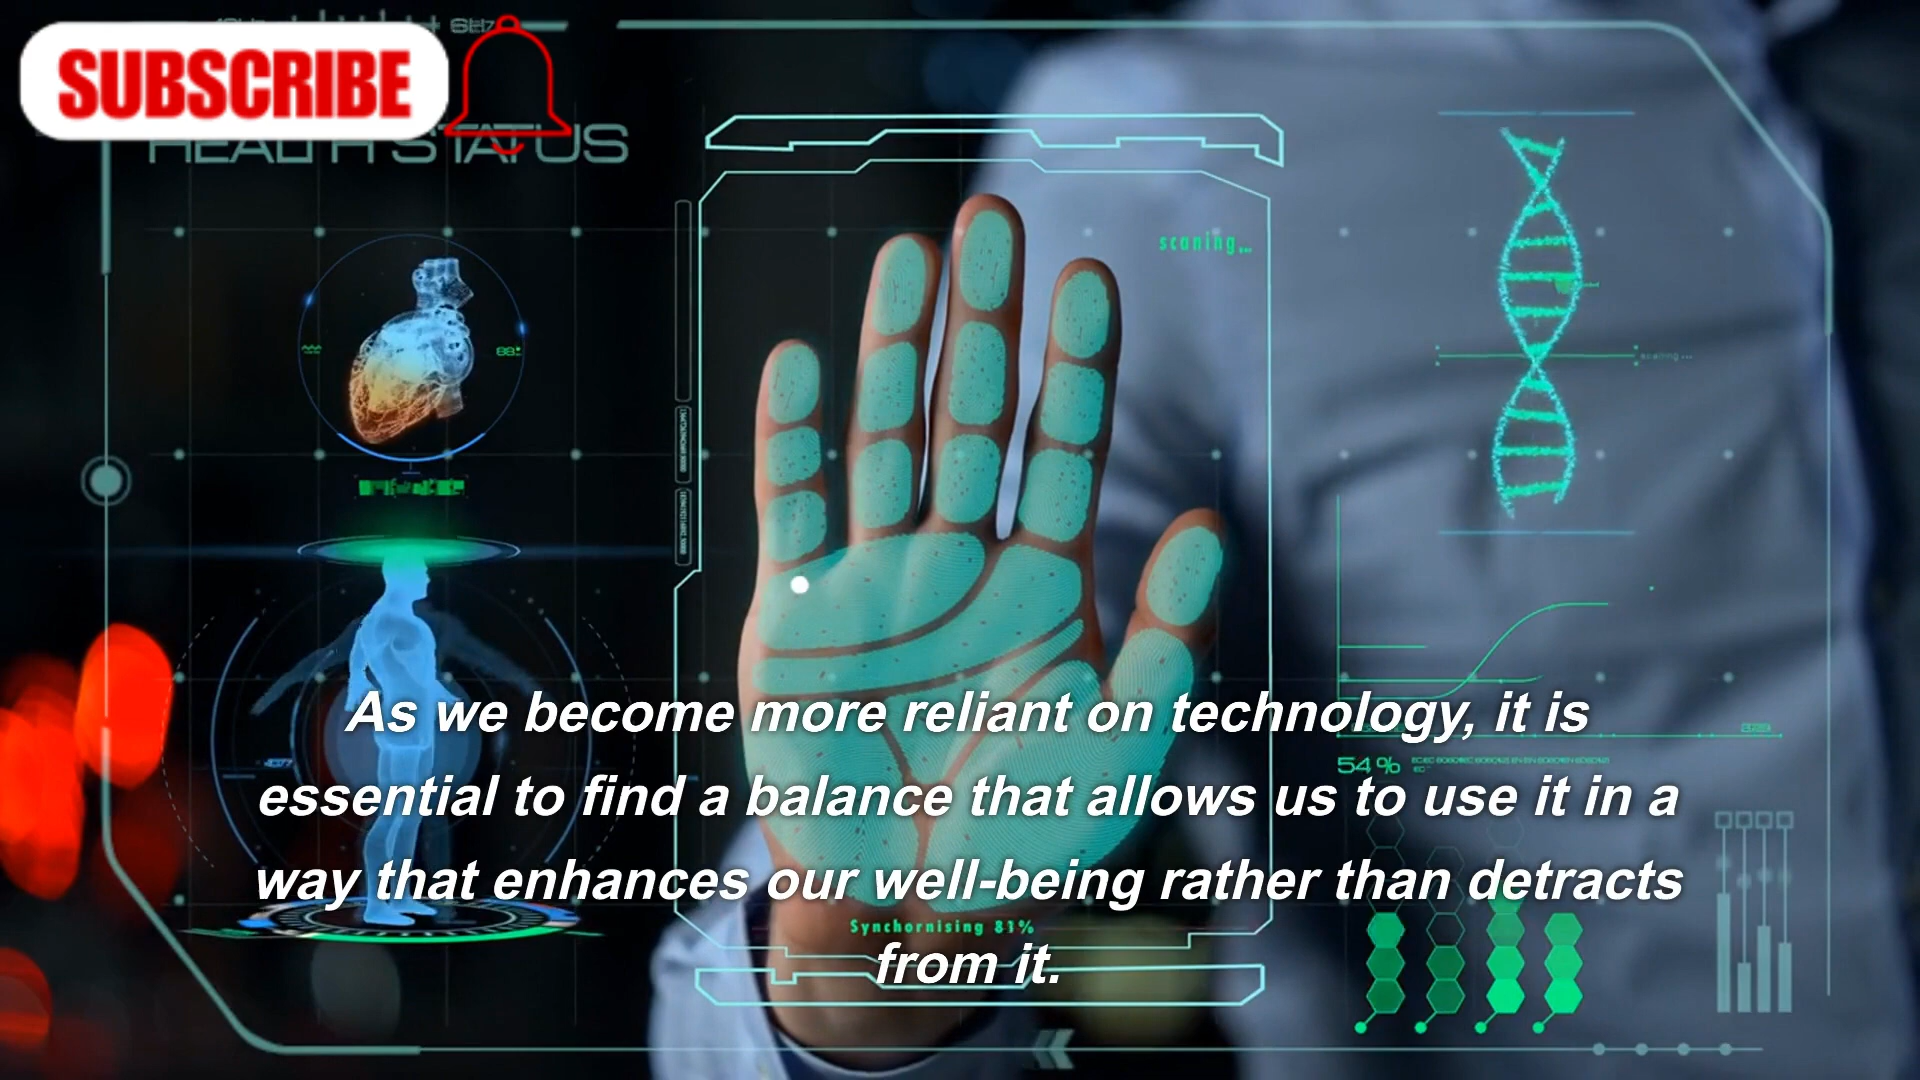 SUBSCRIBE
HEALTH STATUS
scaning...
scaling ...
As we become more reliant on technology, it is
54%
essential to find a balance that allows us to use it in a
way that enhances our well-being rather than detracts
Synchornising 81%
from it.